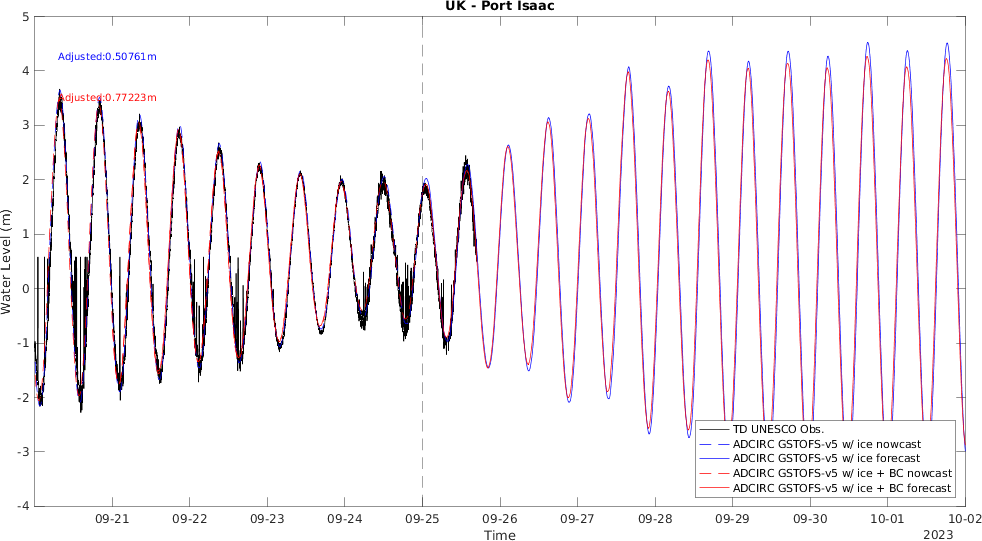 UK - Port Isaac
Adjusted:0.50761m
Adjusted:0.77223m
5
4
3
2
1
0
-1
-2
-3
-4
Water Level (m)
TD UNESCO Obs.
ADCIRC GSTOFS-v5 w/ ice nowcast
ADCIRC GSTOFS-v5 w/ ice forecast
ADCIRC GSTOFS-v5 w/ ice + BC nowcast
ADCIRC GSTOFS-v5 w/ ice + BC forecast
09-21 09-22 09-23 09-24 09-25 09-26 09-27 09-28 09-29 09-30 10-01 10-02
Time
2023